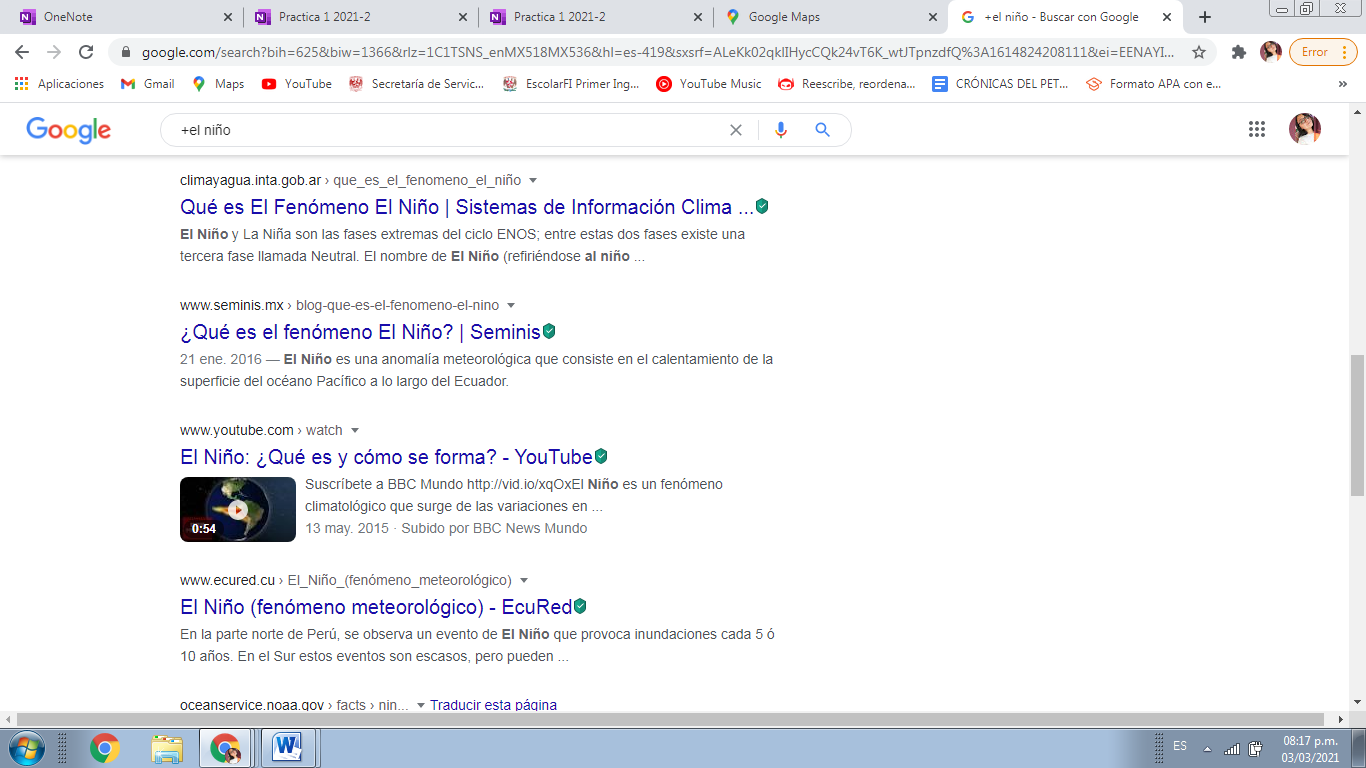 OneNote
Practica 1 2021-2
Practica 1 2021-2
Google Maps
+el niño - Buscar con Google
google.com/search?bih=625&biw=1366&rlz=1C1TSNS_enMX518MX536&hl=es-419&sxsrf=ALeKk02qkIIHycCQk24vT6K_wtJTpnzdfQ%3A1614824208111&ei=EENAYI...
Error
Aplicaciones
Gmail
Maps
YouTube
Secretaría de Servic...
EscolarFI Primer Ing...
YouTube Music
Reescribe, reordena...
CRÓNICAS DEL PET...
Formato APA con e...
»
Google
+el niño
climayagua.inta.gob.ar › que_es_el_fenomeno_el_niño
Qué es El Fenómeno El Niño | Sistemas de Información Clima ...
El Niño y La Niña son las fases extremas del ciclo ENOS; entre estas dos fases existe una
tercera fase llamada Neutral. El nombre de El Niño (refiriéndose al niño ...
www.seminis.mx › blog-que-es-el-fenomeno-el-nino
¿Qué es el fenómeno El Niño? | Seminis
21 ene. 2016 — El Niño es una anomalía meteorológica que consiste en el calentamiento de la
superficie del océano Pacífico a lo largo del Ecuador.
www.youtube.com › watch
El Niño: ¿Qué es y cómo se forma? - YouTube
0:54
Suscríbete a BBC Mundo http://vid.io/xqOxEl Niño es un fenómeno
climatológico que surge de las variaciones en ...
13 may. 2015 · Subido por BBC News Mundo
www.ecured.cu › El_Niño_(fenómeno_meteorológico)
El Niño (fenómeno meteorológico) - EcuRed
En la parte norte de Perú, se observa un evento de El Niño que provoca inundaciones cada 5 ó
10 años. En el Sur estos eventos son escasos, pero pueden ...
oceanservice.noaa.gov › facts › nin... Traducir esta página
ES
08:17 p.m.
03/03/2021